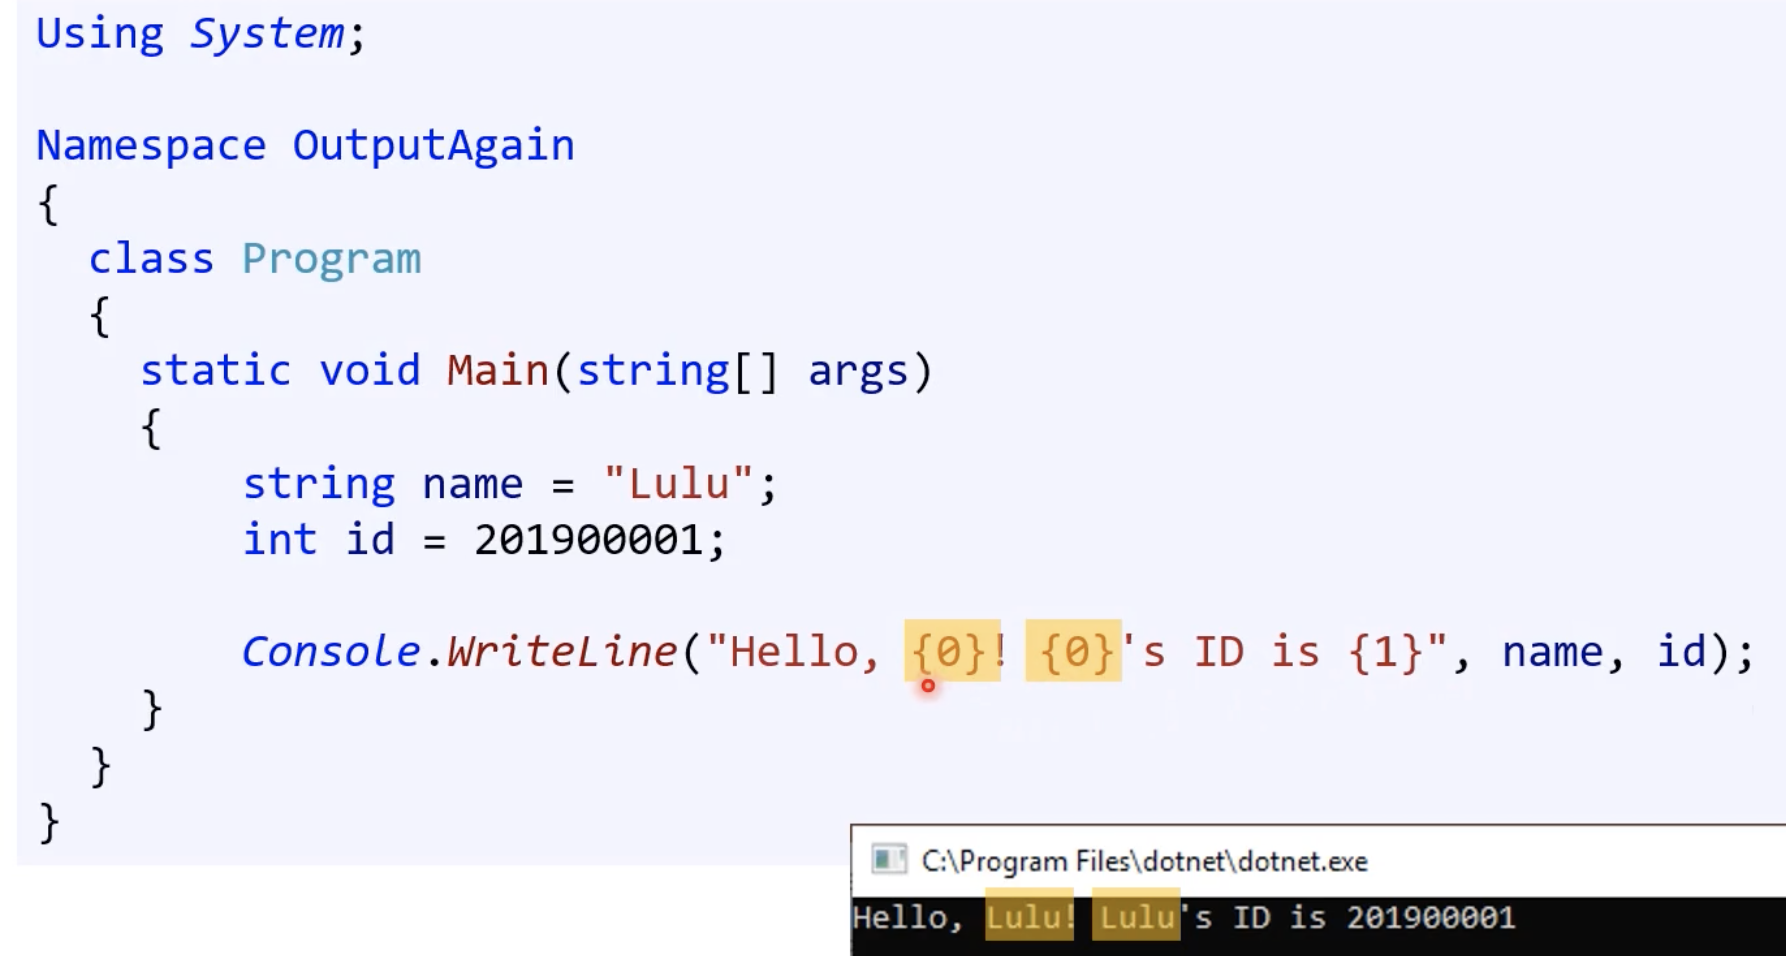 Using System;
Namespace OutputAgain
{
class Program
{
static void Main(string[] args)
{
string name = "Lulu";
int id = 201900001;
Console.WriteLine("Hello, {0}! {0}'s ID is {1}", name, id);
}
}
}
C:\Program Files\dotnet\dotnet.exe
Hello, Lulu! Lulu's ID is 201900001